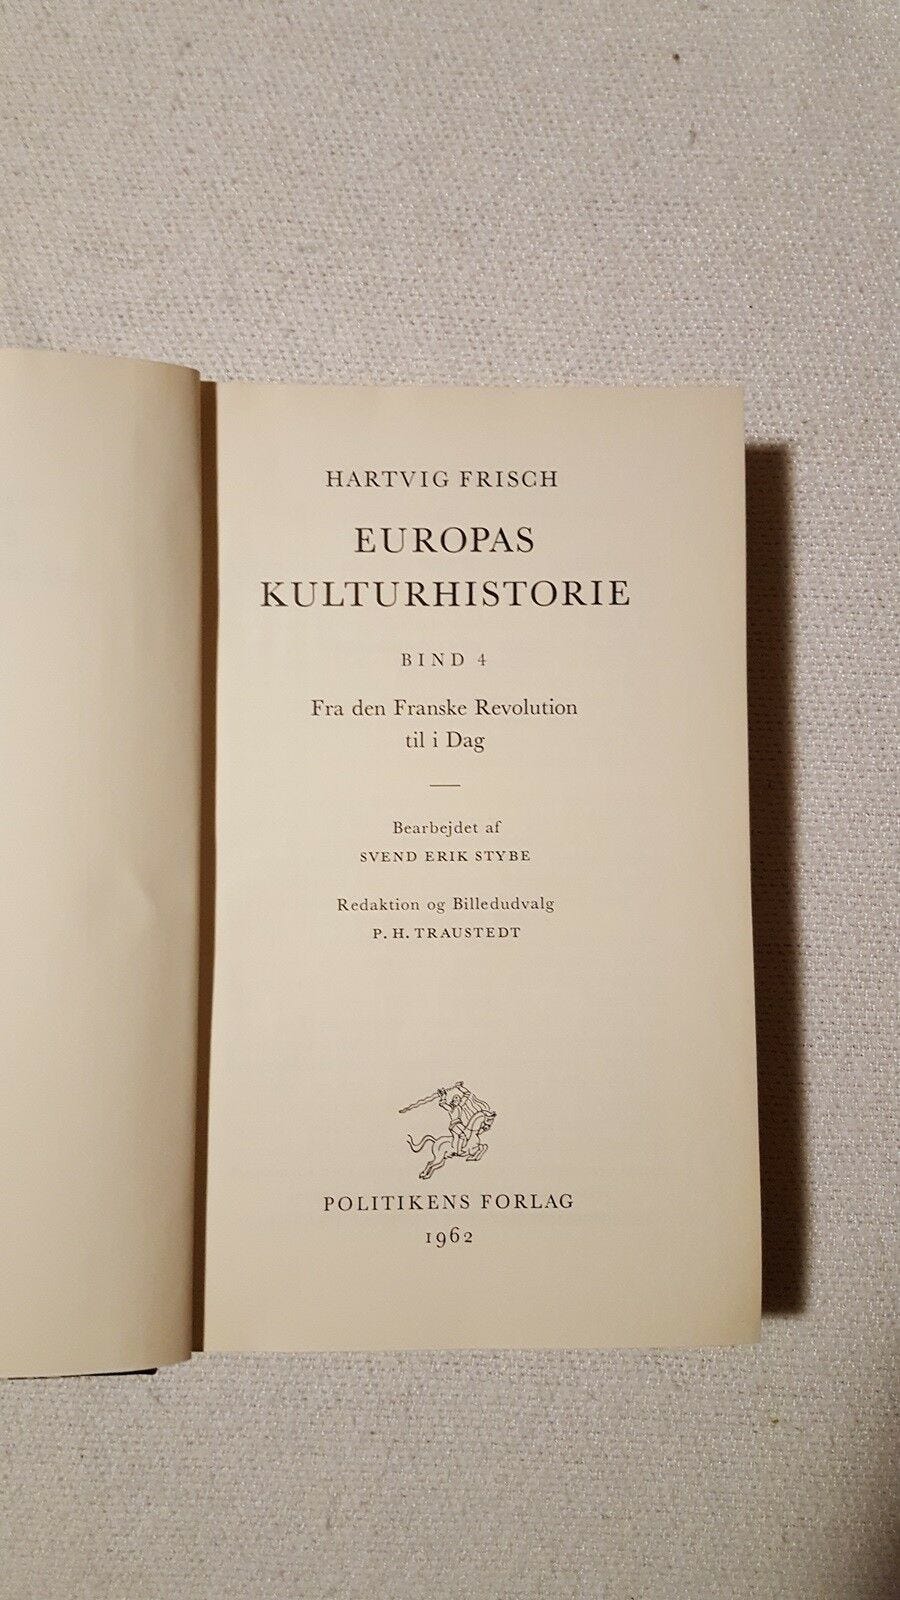 HARTVIG FRISCH
EUROPAS
KULTURHISTORIE
BIND 4
Fra den Franske Revolution
til i Dag
Bearbejdet af
SVEND ERIK STYBE
Redaktion og Billedudvalg
P. H. TRAUSTEDT
POLITIKENS FORLAG
1962